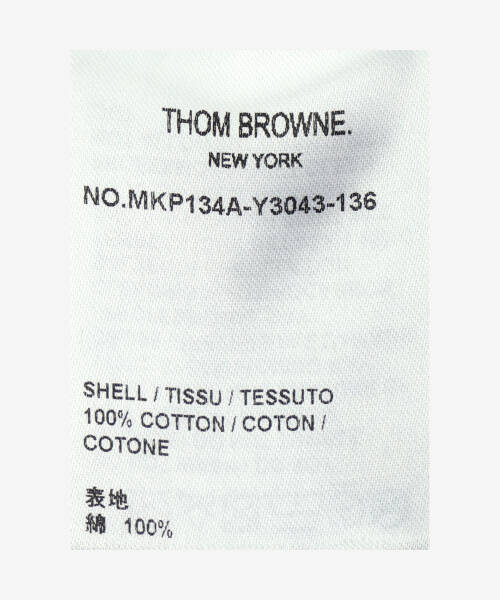 THOM BROWNE.
NEW YORK
NO.MKP134A-Y3043-136
SHELL / TISSU / TESSUTO
100% COTTON / COTON /
COTONE
表地
綿 100%